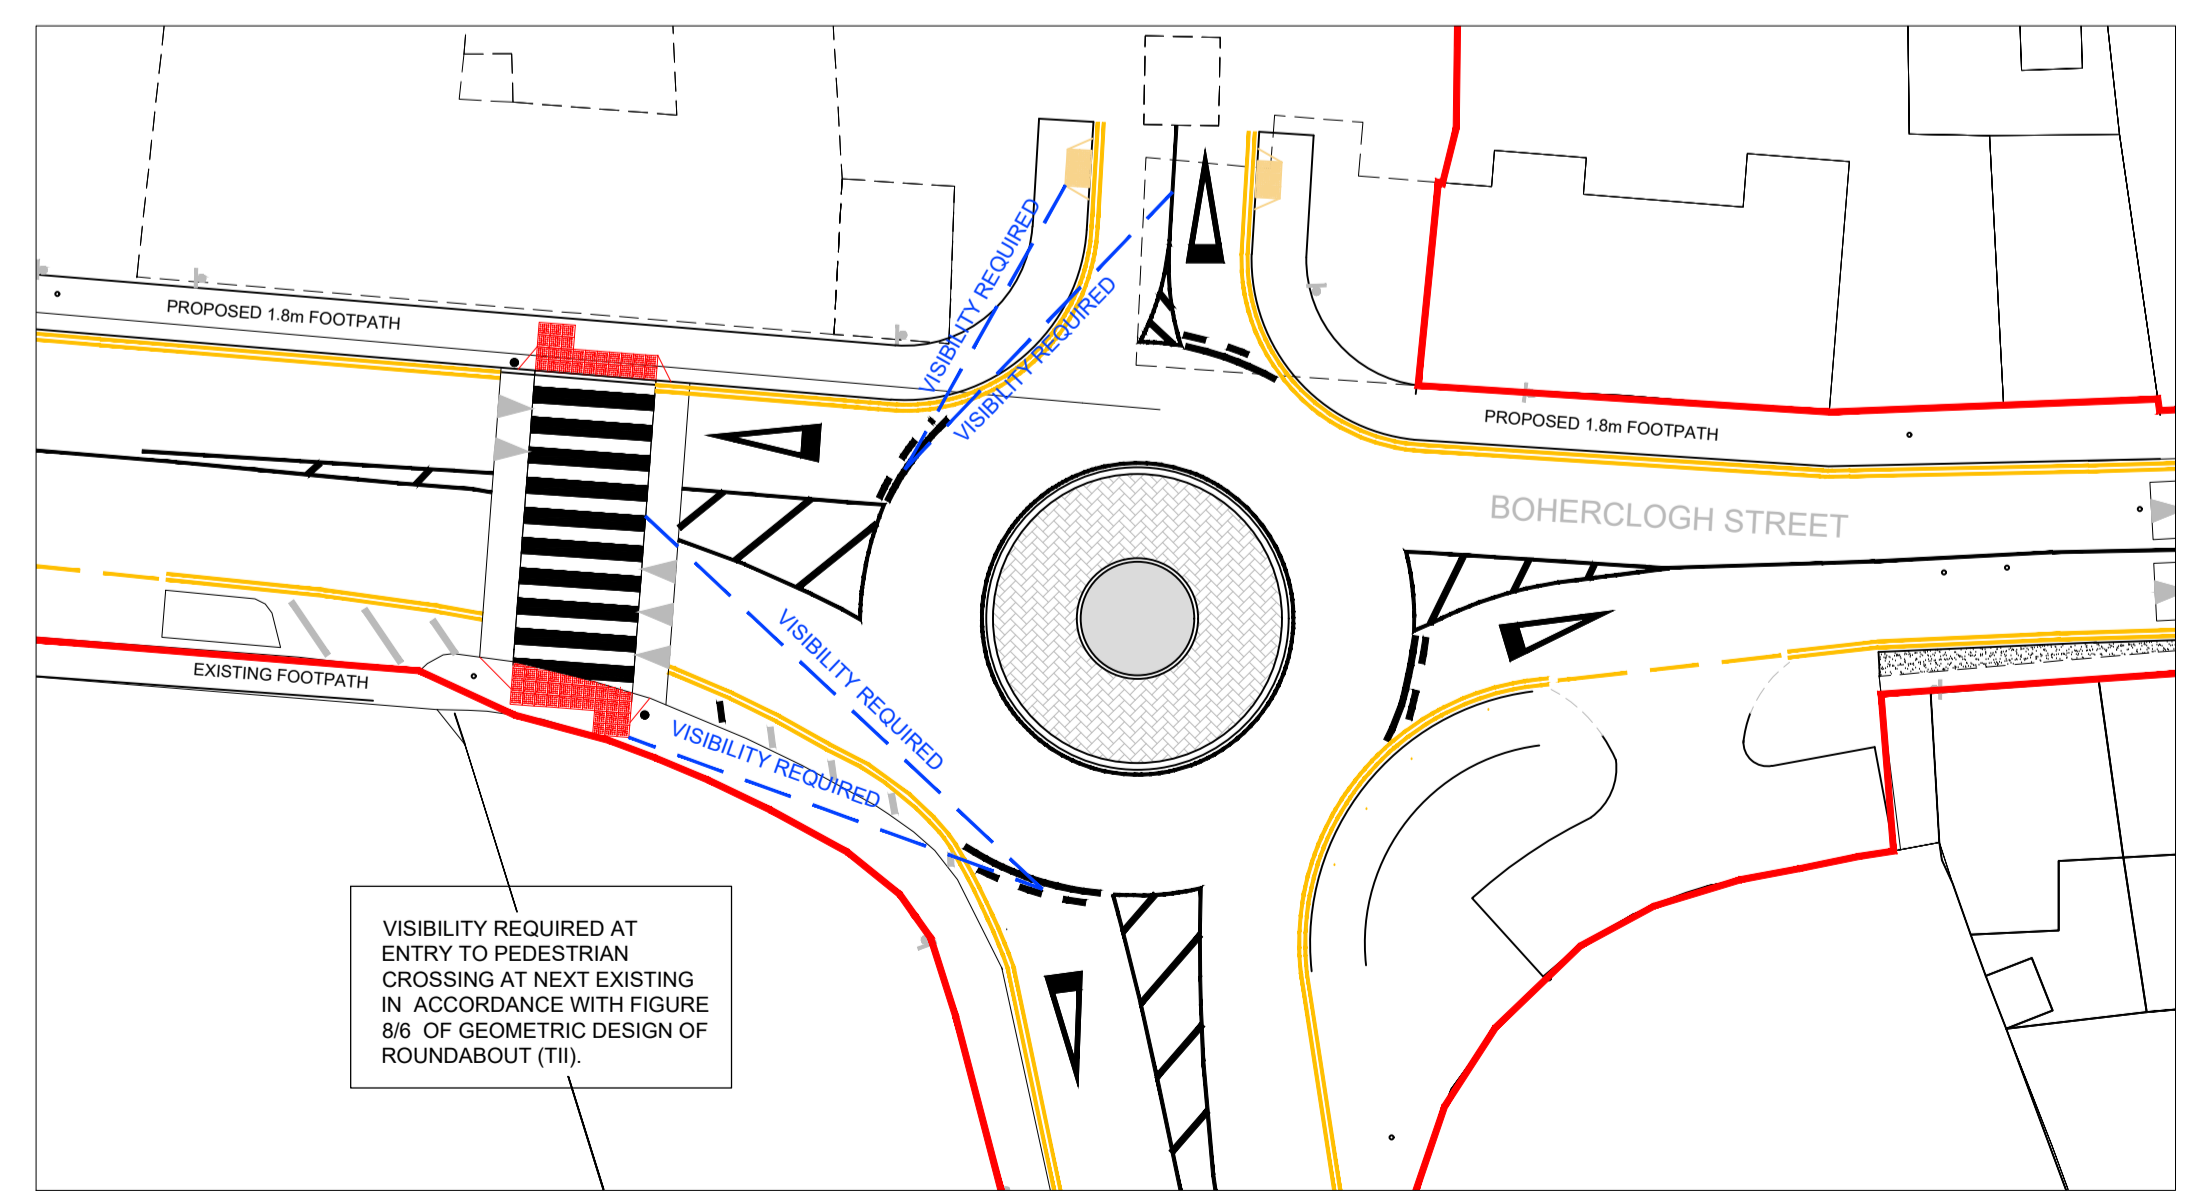 VISIBILITY REQUIRED
VISIBILITY REQUIRED
PROPOSED 1.8m FOOTPATH
PROPOSED 1.8m FOOTPATH
BOHERCLOGH STREET
VISIBILITY REQUIRED
EXISTING FOOTPATH
VISIBILITY REQUIRED
VISIBILITY REQUIRED AT
ENTRY TO PEDESTRIAN
CROSSING AT NEXT EXISTING
IN ACCORDANCE WITH FIGURE
8/6 OF GEOMETRIC DESIGN OF
ROUNDABOUT (TII).